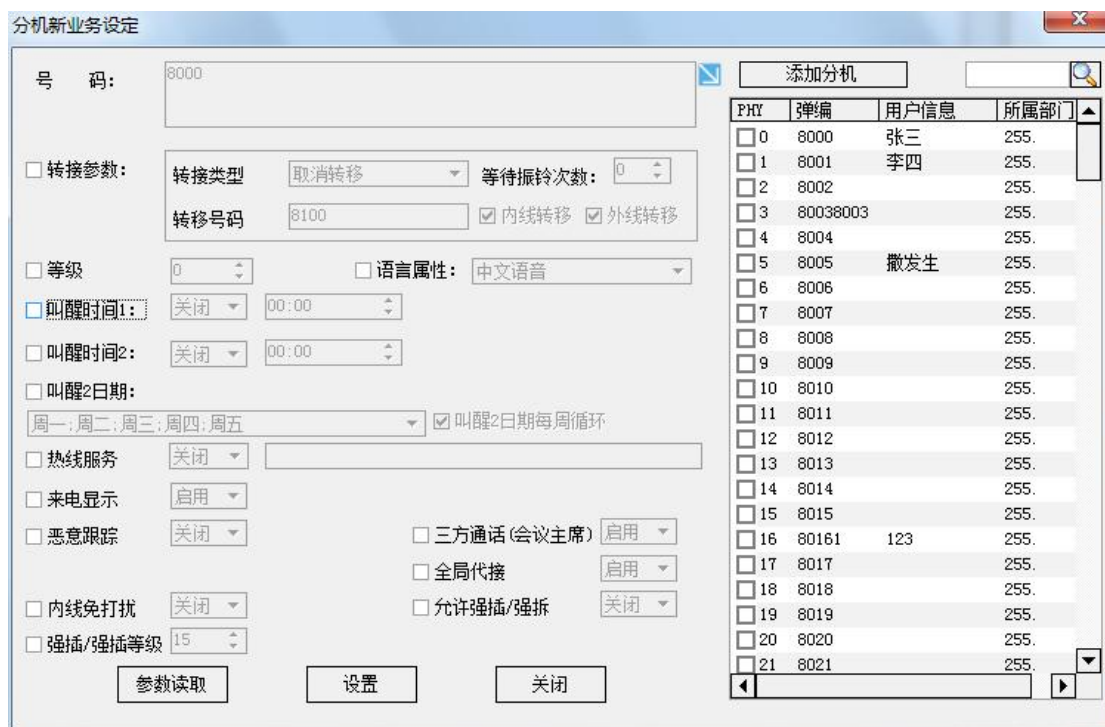 分机新业务设定
号 码:
8000
转接参数:
转接类型 取消转移 等待振铃次数: 0
转移号码 8100 内线转移 外线转移
等级 0 语言属性: 中文语音
叫醒时间1: 关闭 00:00
叫醒时间2: 关闭 00:00
叫醒2日期:
周一;周二;周三;周四;周五 叫醒2日期每周循环
热线服务 关闭
来电显示 启用
恶意跟踪 关闭 三方通话(会议主席) 启用
全局代接 启用
内线免打扰 关闭 允许强插/强拆 关闭
强插/强插等级 15
参数读取 设置 关闭
添加分机
PHY 弹编 用户信息 所属部门
0 8000 张三 255.
1 8001 李四 255.
2 8002 255.
3 80038003 255.
4 8004 255.
5 8005 撒发生 255.
6 8006 255.
7 8007 255.
8 8008 255.
9 8009 255.
10 8010 255.
11 8011 255.
12 8012 255.
13 8013 255.
14 8014 255.
15 8015 255.
16 80161 123 255.
17 8017 255.
18 8018 255.
19 8019 255.
20 8020 255.
21 8021 255.